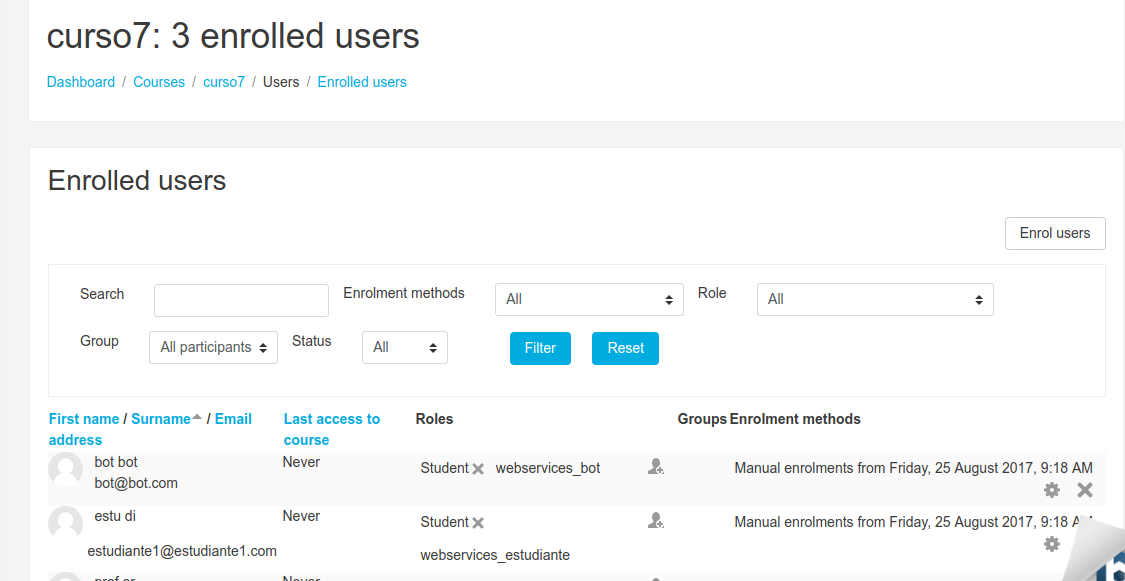 curso7: 3 enrolled users
Dashboard / Courses / curso7 / Users / Enrolled users
Enrolled users
Enrol users
Search Enrolment methods All Role All
Group All participants Status All Filter Reset
First name / Surname / Email address Last access to course Roles Groups Enrolment methods
bot bot Never Student webservices_bot Manual enrolments from Friday, 25 August 2017, 9:18 AM
bot@bot.com
estu di Never Student Manual enrolments from Friday, 25 August 2017, 9:18
estudiante1@estudiante1.com webservices_estudiante
Never